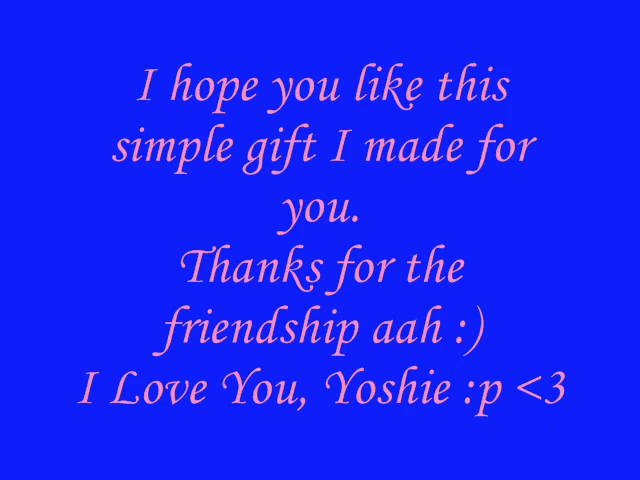 I hope you like this
simple gift I made for
you.
Thanks for the
friendship aah :)
I Love You, Yoshie :p <3